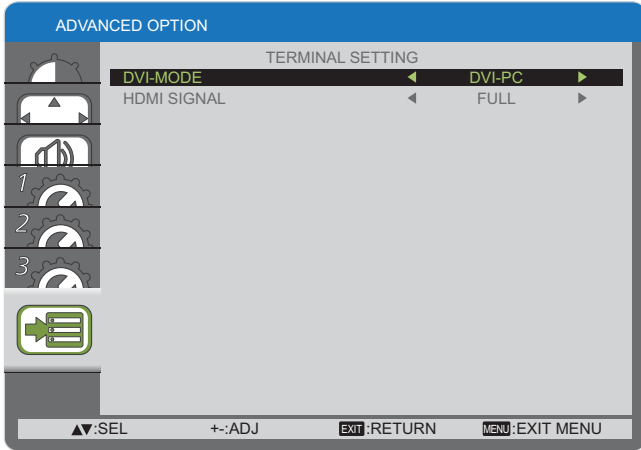 ADVANCED OPTION
TERMINAL SETTING
DVI-MODE ◀ DVI-PC ▶
HDMI SIGNAL ◀ FULL ▶
1
2
3
▲▼:SEL +-:ADJ EXIT:RETURN MENU:EXIT MENU